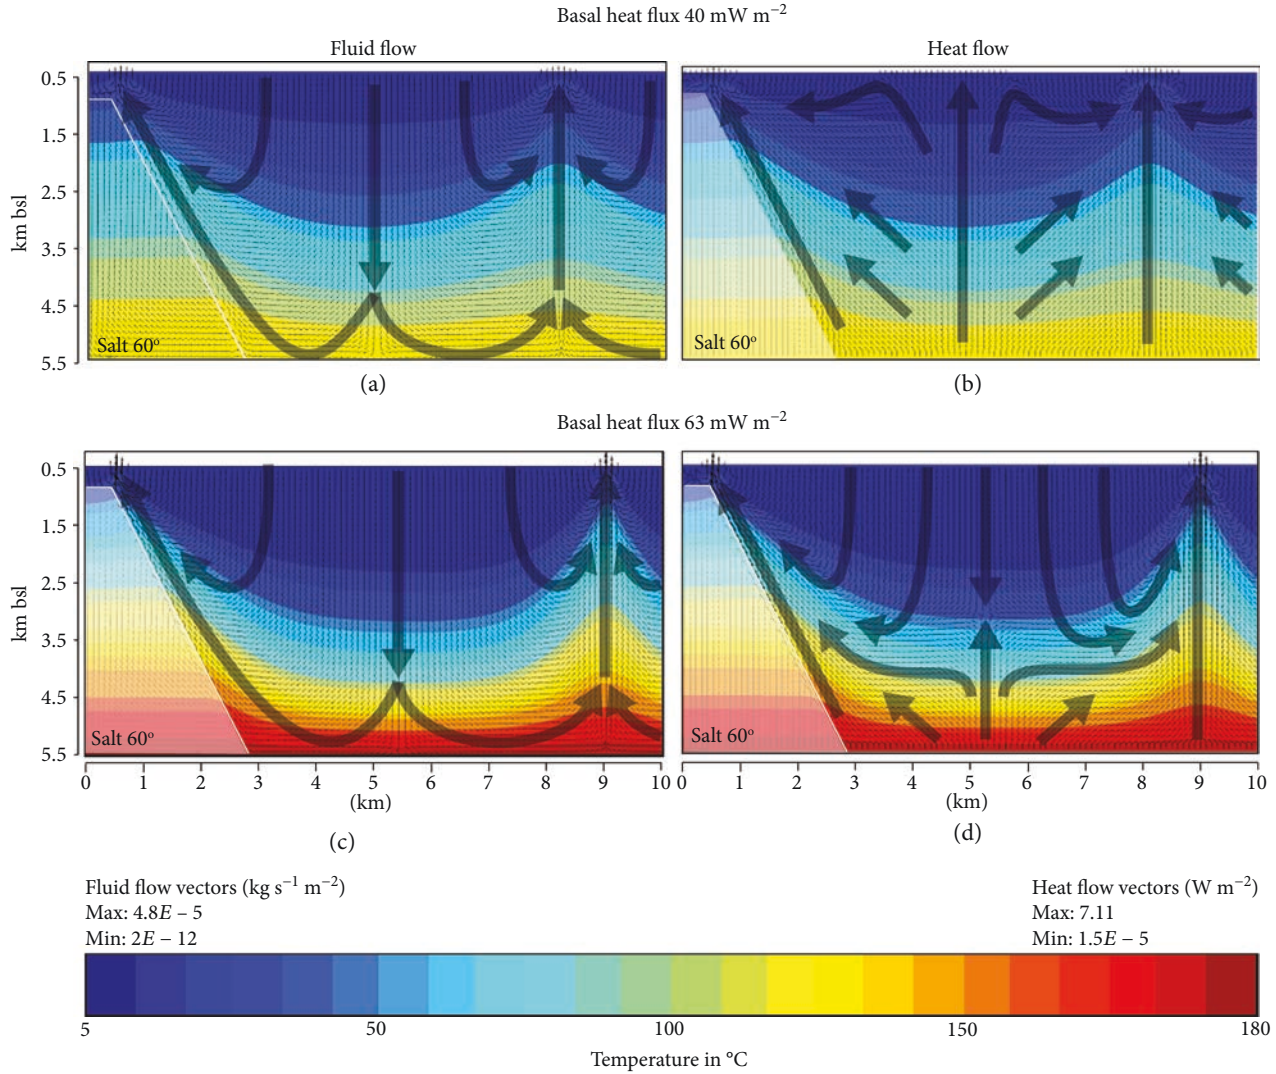 Basal heat flux 40 mW m⁻²
Fluid flow
Heat flow
0.5
1.5
2.5
3.5
4.5
5.5
km bsl
Salt 60°
Salt 60°
(a)
(b)
Basal heat flux 63 mW m⁻²
0.5
1.5
2.5
3.5
4.5
5.5
km bsl
Salt 60°
Salt 60°
0 1 2 3 4 5 6 7 8 9 10
0 1 2 3 4 5 6 7 8 9 10
(km)
(km)
(c)
(d)
Fluid flow vectors (kg s⁻¹ m⁻²)
Max: 4.8E – 5
Min: 2E – 12
Heat flow vectors (W m⁻²)
Max: 7.11
Min: 1.5E – 5
5 50 100 150 180
Temperature in °C